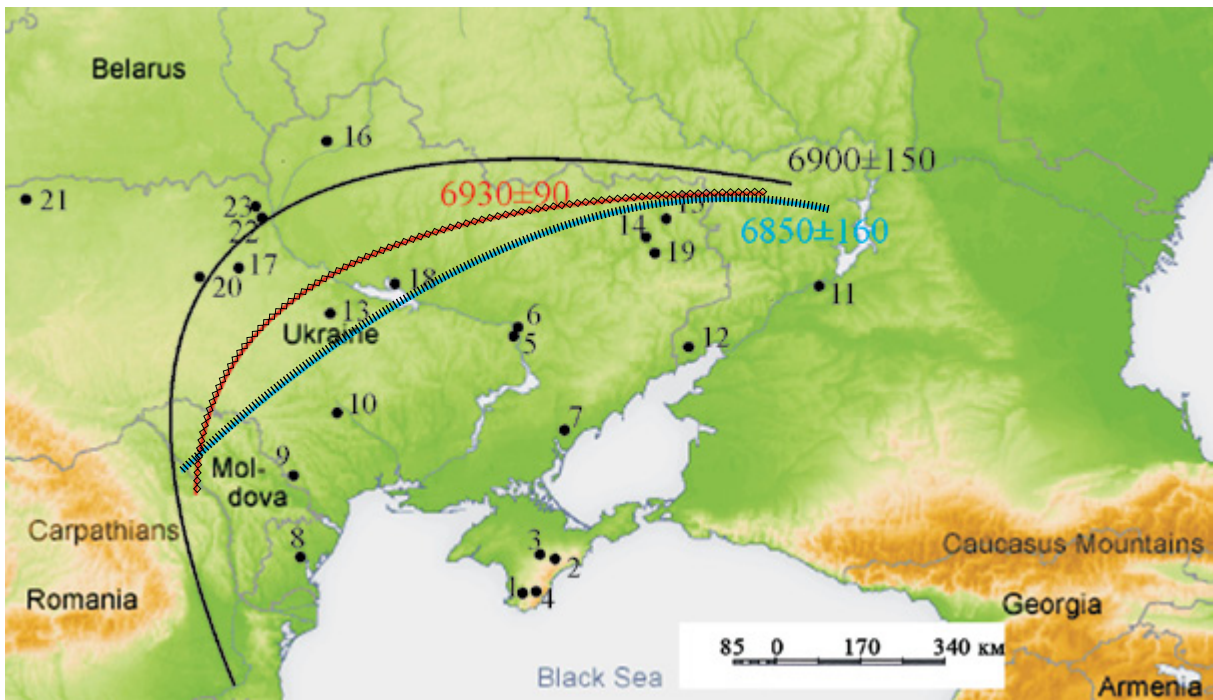 Belarus
16
6900±150
21
6930±90
23
22
15
6850±160
14
17
19
20
18
11
13
Ukraine
6
5
12
10
7
9
Mol-
dova
Carpathians
8
3
2
Caucasus Mountains
1
4
Romania
Georgia
85 0 170 340 км
Black Sea
Armenia